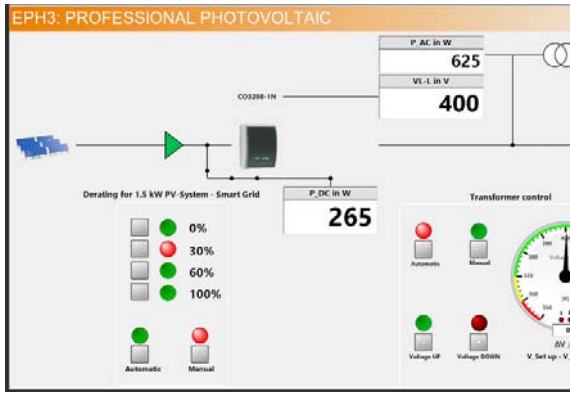 EPH3: PROFESSIONAL PHOTOVOLTAIC
P_AC in W
625
VL-L in V
CO3208-1N
400
P_DC in W
Derating for 1.5 kW PV-System - Smart Grid
265
Transformer control
0%
30%
60%
100%
Automatic
Manual
Automatic
Manual
Voltage UP
Voltage DOWN